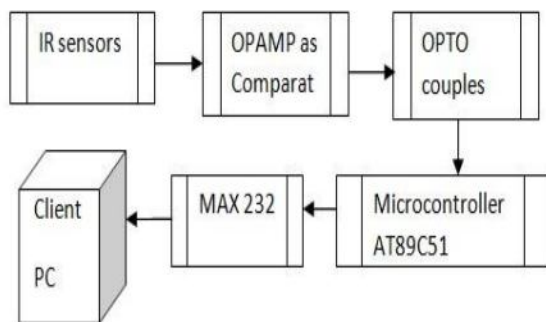 IR sensors
OPAMP as
Comparat
OPTO
couples
Client
PC
MAX 232
Microcontroller
AT89C51